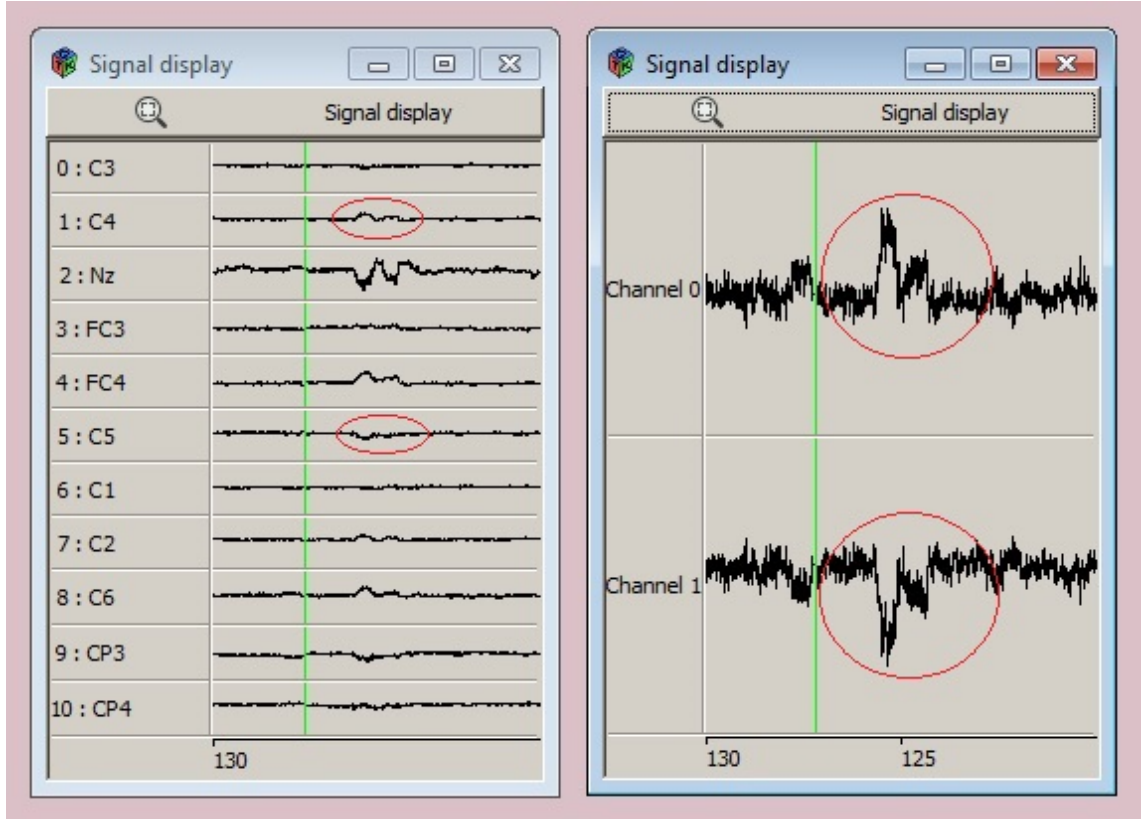 Signal display
Signal display
0 : C3
1 : C4
2 : Nz
3 : FC3
4 : FC4
5 : C5
6 : C1
7 : C2
8 : C6
9 : CP3
10 : CP4
130
Signal display
Signal display
Channel 0
Channel 1
130 125